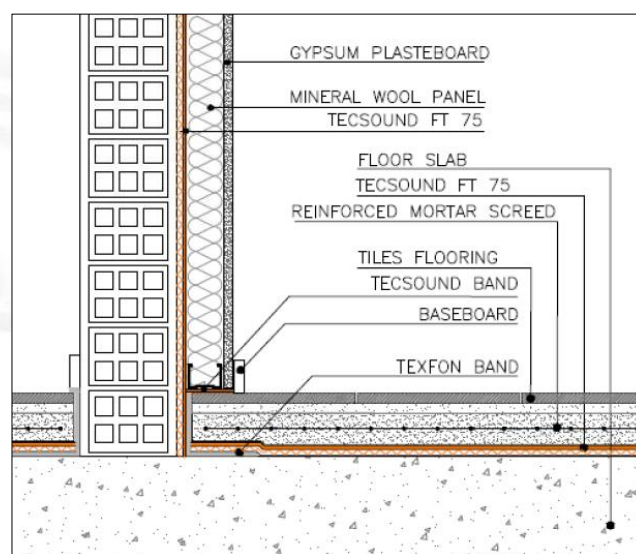 GYPSUM PLASTEBOARD
MINERAL WOOL PANEL
TECSOUND FT 75
FLOOR SLAB
TECSOUND FT 75
REINFORCED MORTAR SCREED
TILES FLOORING
TECSOUND BAND
BASEBOARD
TEXFON BAND